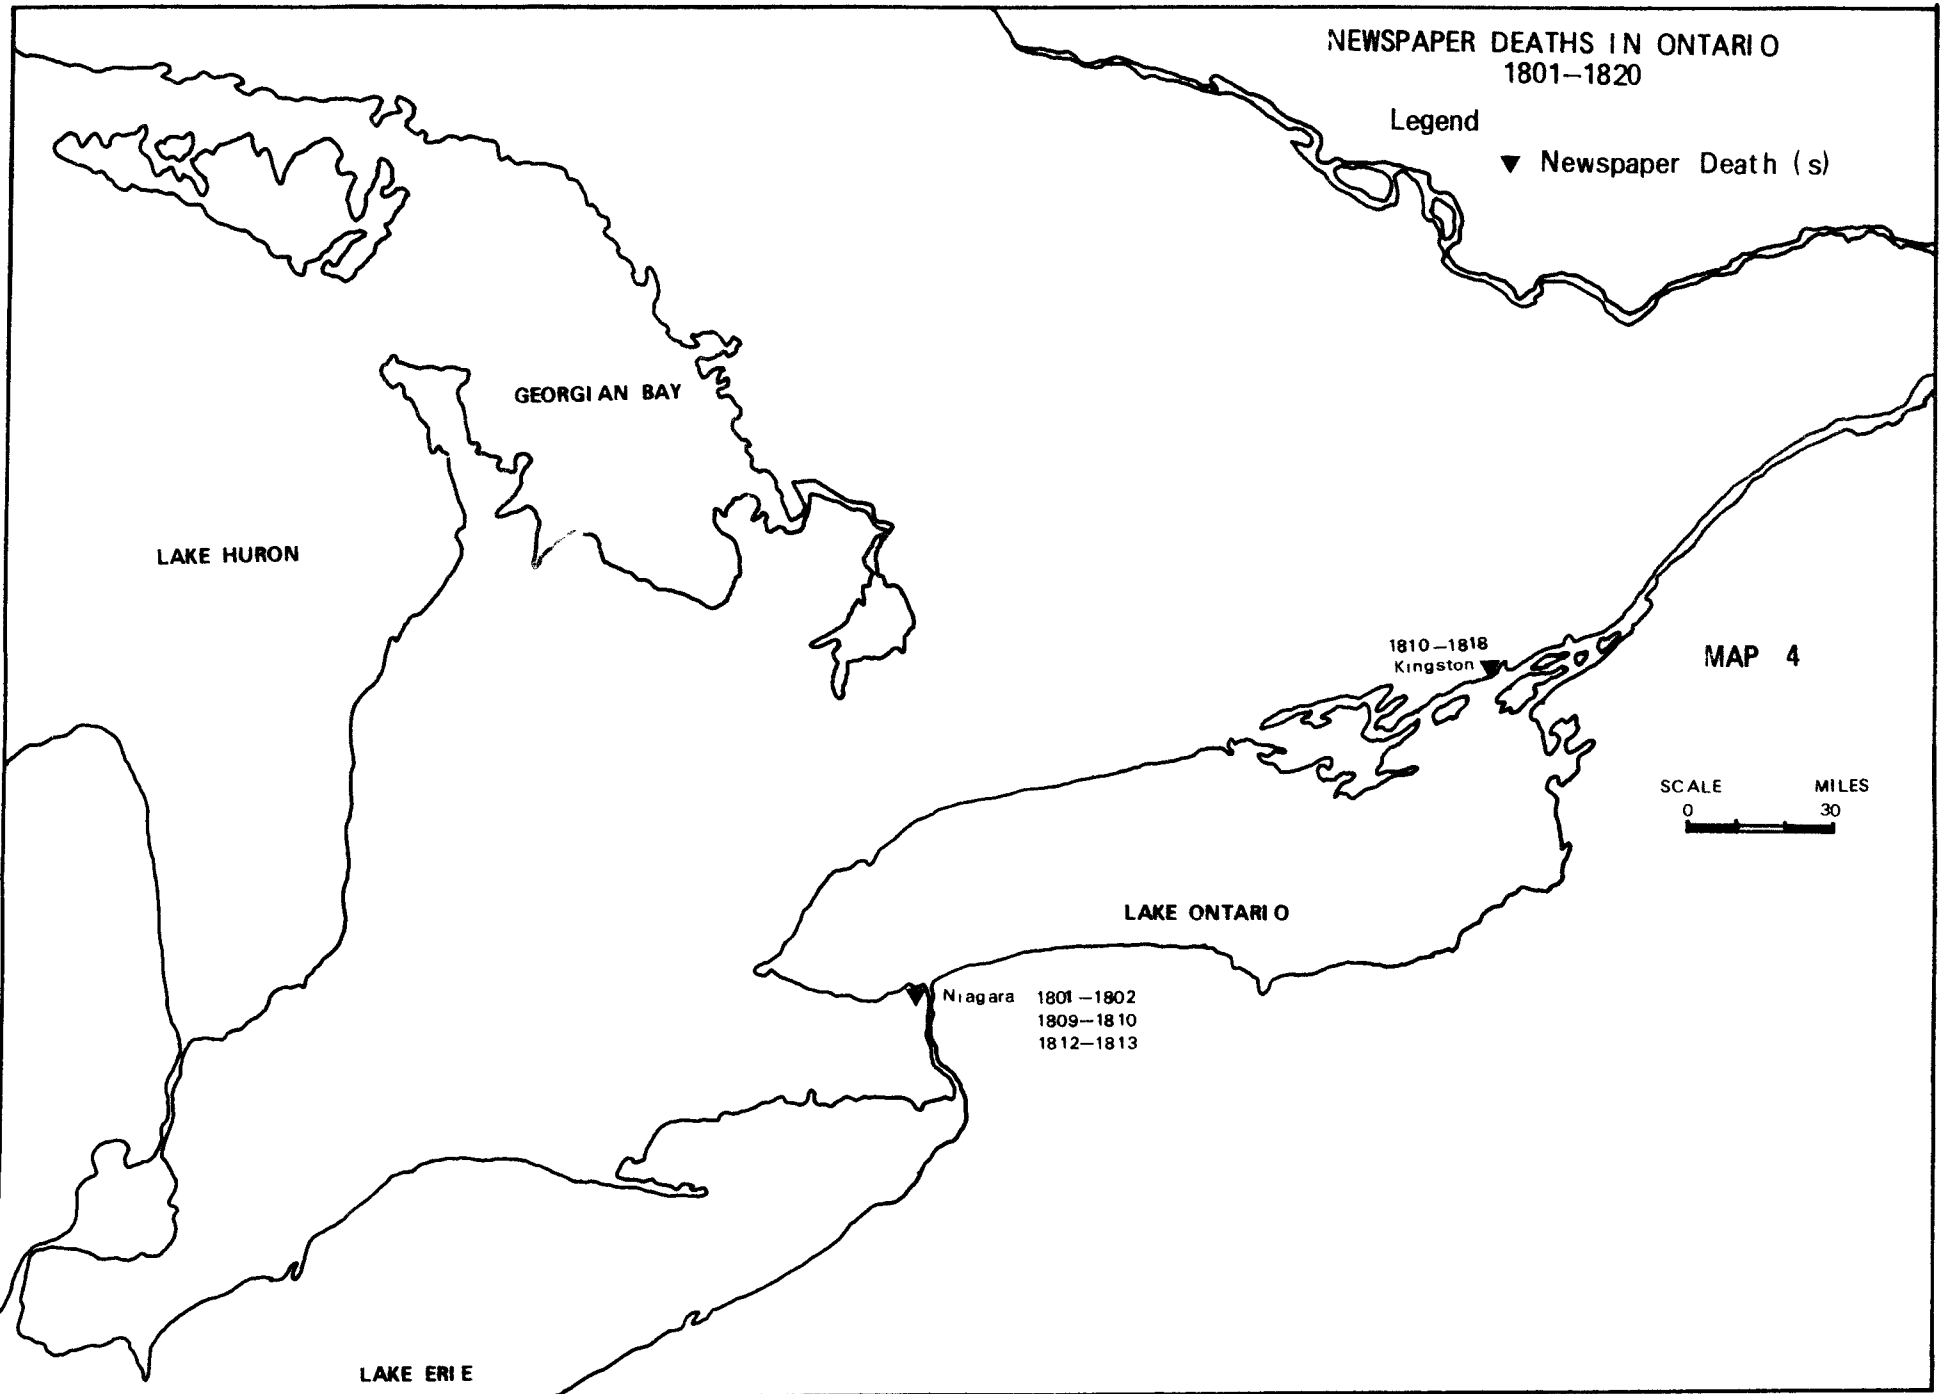 NEWSPAPER DEATHS IN ONTARIO
1801–1820
Legend
▼ Newspaper Death (s)
GEORGIAN BAY
LAKE HURON
1810–1818
Kingston
MAP 4
SCALE MILES
0 30
LAKE ONTARIO
Niagara 1801–1802
1809–1810
1812–1813
LAKE ERIE